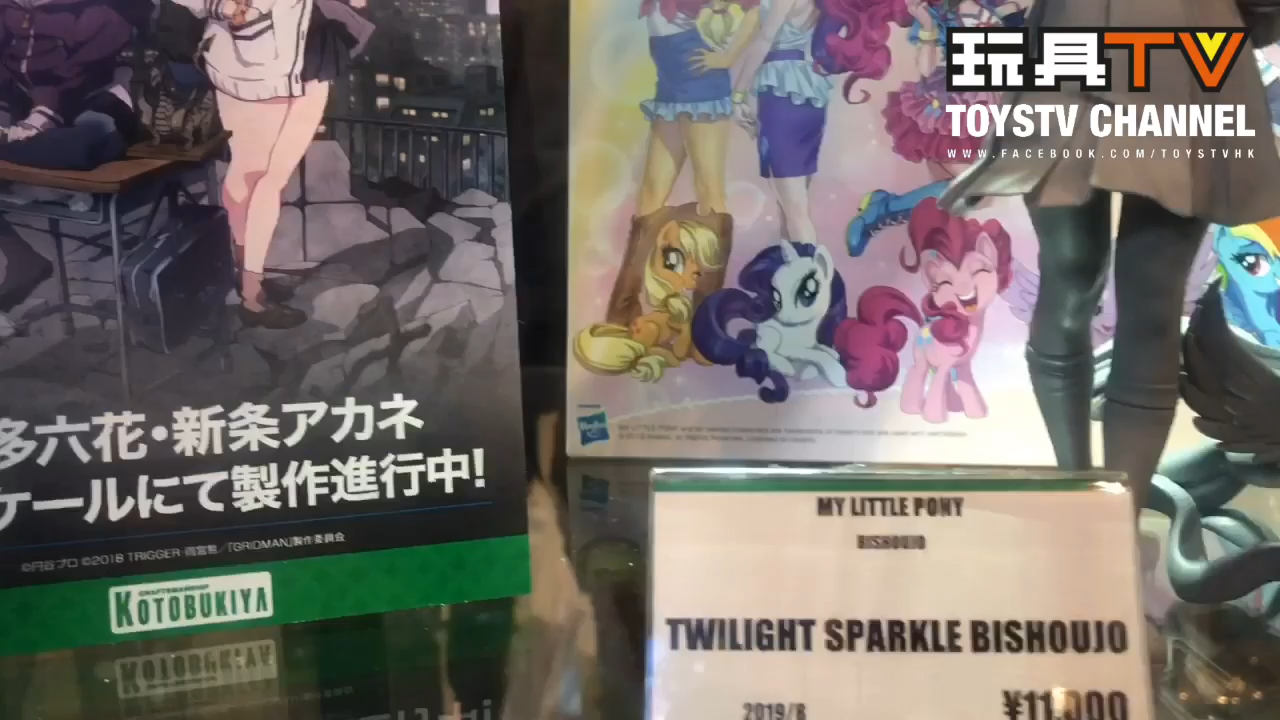 玩具TV
TOYSTV CHANNEL
WWW.FACEBOOK.COM/TOYSTVHK
多六花・新条アカネ
ケールにて製作進行中!
©円谷プロ ©2018 TRIGGER・雨宮哲/「GRIDMAN」製作委員会
CRAFTSMANSHIP
KOTOBUKIYA
Hasbro
MY LITTLE PONY
BISHOUJO
TWILIGHT SPARKLE BISHOUJO
2019/8
¥11,000